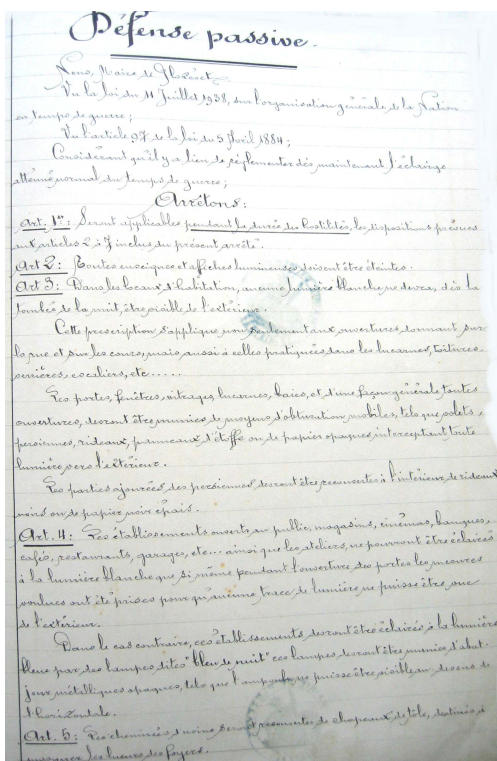 Défense passive.
Nous, Maire de
Vu la loi du 11 Juillet 1938, sur l'organisation générale de la Nation
en temps de guerre;
Vu l'article 97 de la loi du 5 Avril 1884;
Considérant qu'il y a lieu de réglementer dès maintenant l'éclairage
atténué normal du temps de guerre;
Arrêtons:
Art. 1er: Seront applicables pendant la durée des hostilités, les dispositions prévues
aux articles 2 à 7 inclus du présent arrêté.
Art 2: Toutes enseignes et affiches lumineuses doivent être éteintes.
Art 3: Dans les locaux d'habitation, aucune lumière blanche ne devra, dès la
tombée de la nuit, être visible de l'extérieur.
Cette prescription s'applique non seulement aux ouvertures donnant sur
la rue et sur les cours, mais aussi à celles pratiquées dans les lucarnes, toitures
verrières, escaliers, etc......
Les portes, fenêtres, vitrages lucarnes, baies, et d'une façon générale toutes
ouvertures, devront être munies de moyens d'obturation mobiles, tels que volets,
persiennes, rideaux, panneaux d'étoffe ou de papier opaques interceptant toute
lumière vers l'extérieur.
Les parties ajourées des persiennes devront être recouvertes à l'intérieur de rideaux
noirs ou de papier noir épais.
Art. 4: Les établissements ouverts au public, magasins, cinémas, banques,
cafés, restaurants, garages, etc... ainsi que les ateliers, ne pourront être éclairés
à la lumière blanche que si même pendant l'ouverture des portes les mesures
voulues ont été prises pour qu'aucune trace de lumière ne puisse être vue
de l'extérieur.
Dans le cas contraire, ces établissements devront être éclairés à la lumière
bleue par des lampes dites "bleu de nuit" ces lampes devront être munies d'abat-
jour métalliques opaques, tels que l'ampoule ne puisse être visible au-dessus de
l'horizontale.
Art. 5: Les cheminées d'usine seront recouvertes de chapeaux de tôle, destinés à
masquer les lueurs des foyers.